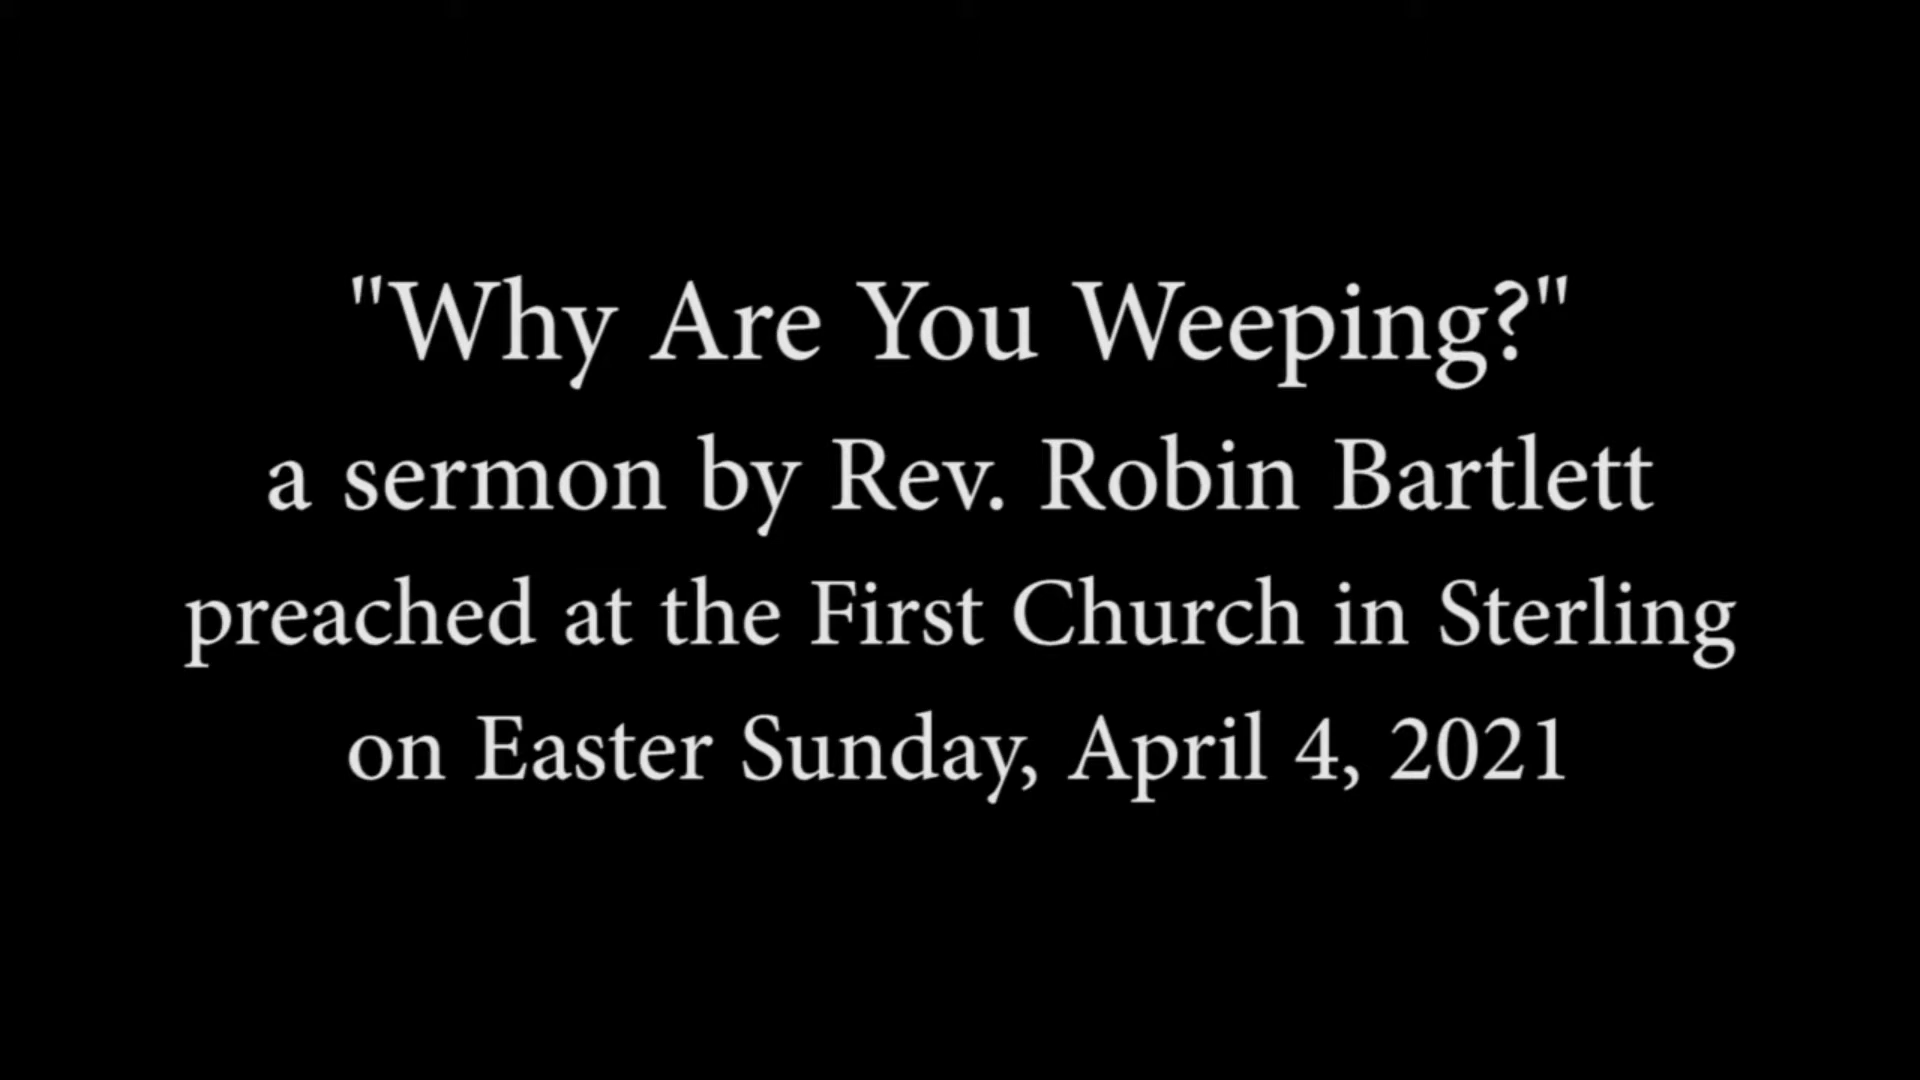 "Why Are You Weeping?"
a sermon by Rev. Robin Bartlett
preached at the First Church in Sterling
on Easter Sunday, April 4, 2021